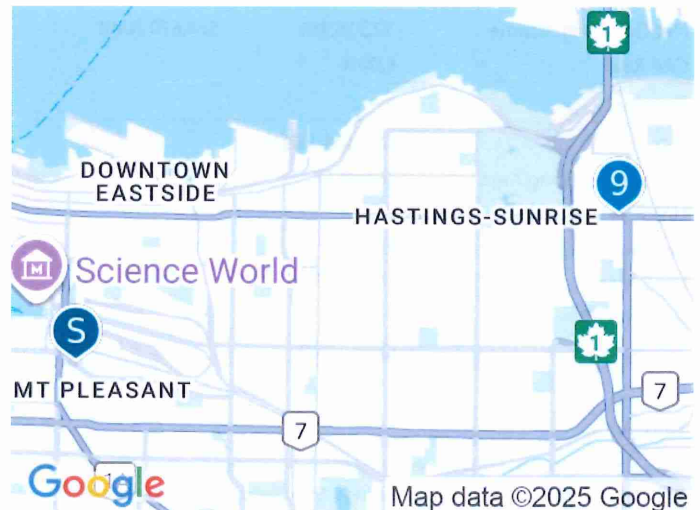 1
DOWNTOWN
EASTSIDE
9
HASTINGS-SUNRISE
M
Science World
S
1
MT PLEASANT
7
7
Google
Map data ©2025 Google